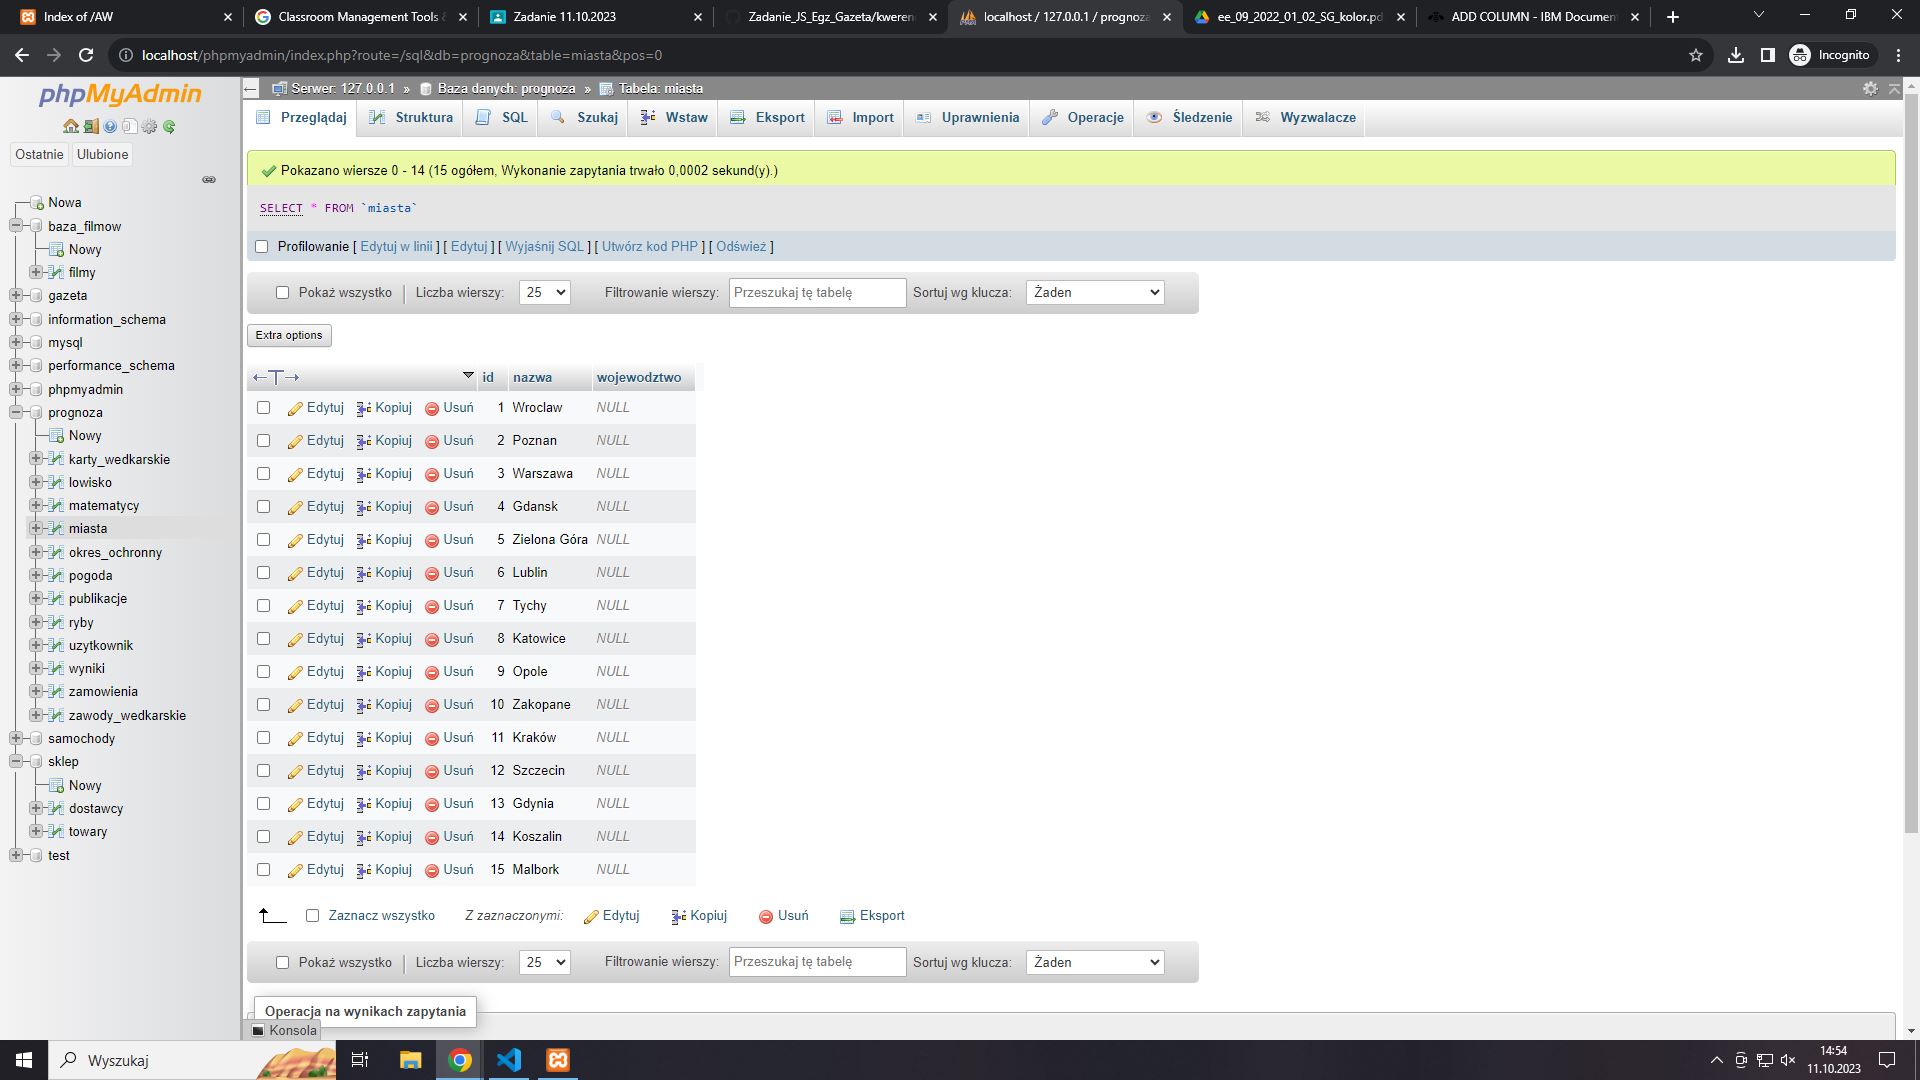 Index of /AW
Classroom Management Tools &
Zadanie 11.10.2023
Zadanie_JS_Egz_Gazeta/kweren
localhost / 127.0.0.1 / prognoza
ee_09_2022_01_02_SG_kolor.pd
ADD COLUMN - IBM Document
localhost/phpmyadmin/index.php?route=/sql&db=prognoza&table=miasta&pos=0
Incognito
phpMyAdmin
Ostatnie
Ulubione
Nowa
baza_filmow
Nowy
filmy
gazeta
information_schema
mysql
performance_schema
phpmyadmin
prognoza
Nowy
karty_wedkarskie
lowisko
matematycy
miasta
okres_ochronny
pogoda
publikacje
ryby
uzytkownik
wyniki
zamowienia
zawody_wedkarskie
samochody
sklep
Nowy
dostawcy
towary
test
Serwer: 127.0.0.1 » Baza danych: prognoza » Tabela: miasta
Przeglądaj Struktura SQL Szukaj Wstaw Eksport Import Uprawnienia Operacje Śledzenie Wyzwalacze
Pokazano wiersze 0 - 14 (15 ogółem, Wykonanie zapytania trwało 0,0002 sekund(y).)
SELECT * FROM `miasta`
Profilowanie [ Edytuj w linii ] [ Edytuj ] [ Wyjaśnij SQL ] [ Utwórz kod PHP ] [ Odśwież ]
Pokaż wszystko | Liczba wierszy: 25 Filtrowanie wierszy: Przeszukaj tę tabelę Sortuj wg klucza: Żaden
Extra options
←T→ id nazwa wojewodztwo
Edytuj Kopiuj Usuń 1 Wroclaw NULL
Edytuj Kopiuj Usuń 2 Poznan NULL
Edytuj Kopiuj Usuń 3 Warszawa NULL
Edytuj Kopiuj Usuń 4 Gdansk NULL
Edytuj Kopiuj Usuń 5 Zielona Góra NULL
Edytuj Kopiuj Usuń 6 Lublin NULL
Edytuj Kopiuj Usuń 7 Tychy NULL
Edytuj Kopiuj Usuń 8 Katowice NULL
Edytuj Kopiuj Usuń 9 Opole NULL
Edytuj Kopiuj Usuń 10 Zakopane NULL
Edytuj Kopiuj Usuń 11 Kraków NULL
Edytuj Kopiuj Usuń 12 Szczecin NULL
Edytuj Kopiuj Usuń 13 Gdynia NULL
Edytuj Kopiuj Usuń 14 Koszalin NULL
Edytuj Kopiuj Usuń 15 Malbork NULL
Zaznacz wszystko Z zaznaczonymi: Edytuj Kopiuj Usuń Eksport
Pokaż wszystko | Liczba wierszy: 25 Filtrowanie wierszy: Przeszukaj tę tabelę Sortuj wg klucza: Żaden
Operacja na wynikach zapytania
Konsola
Wyszukaj
14:54
11.10.2023